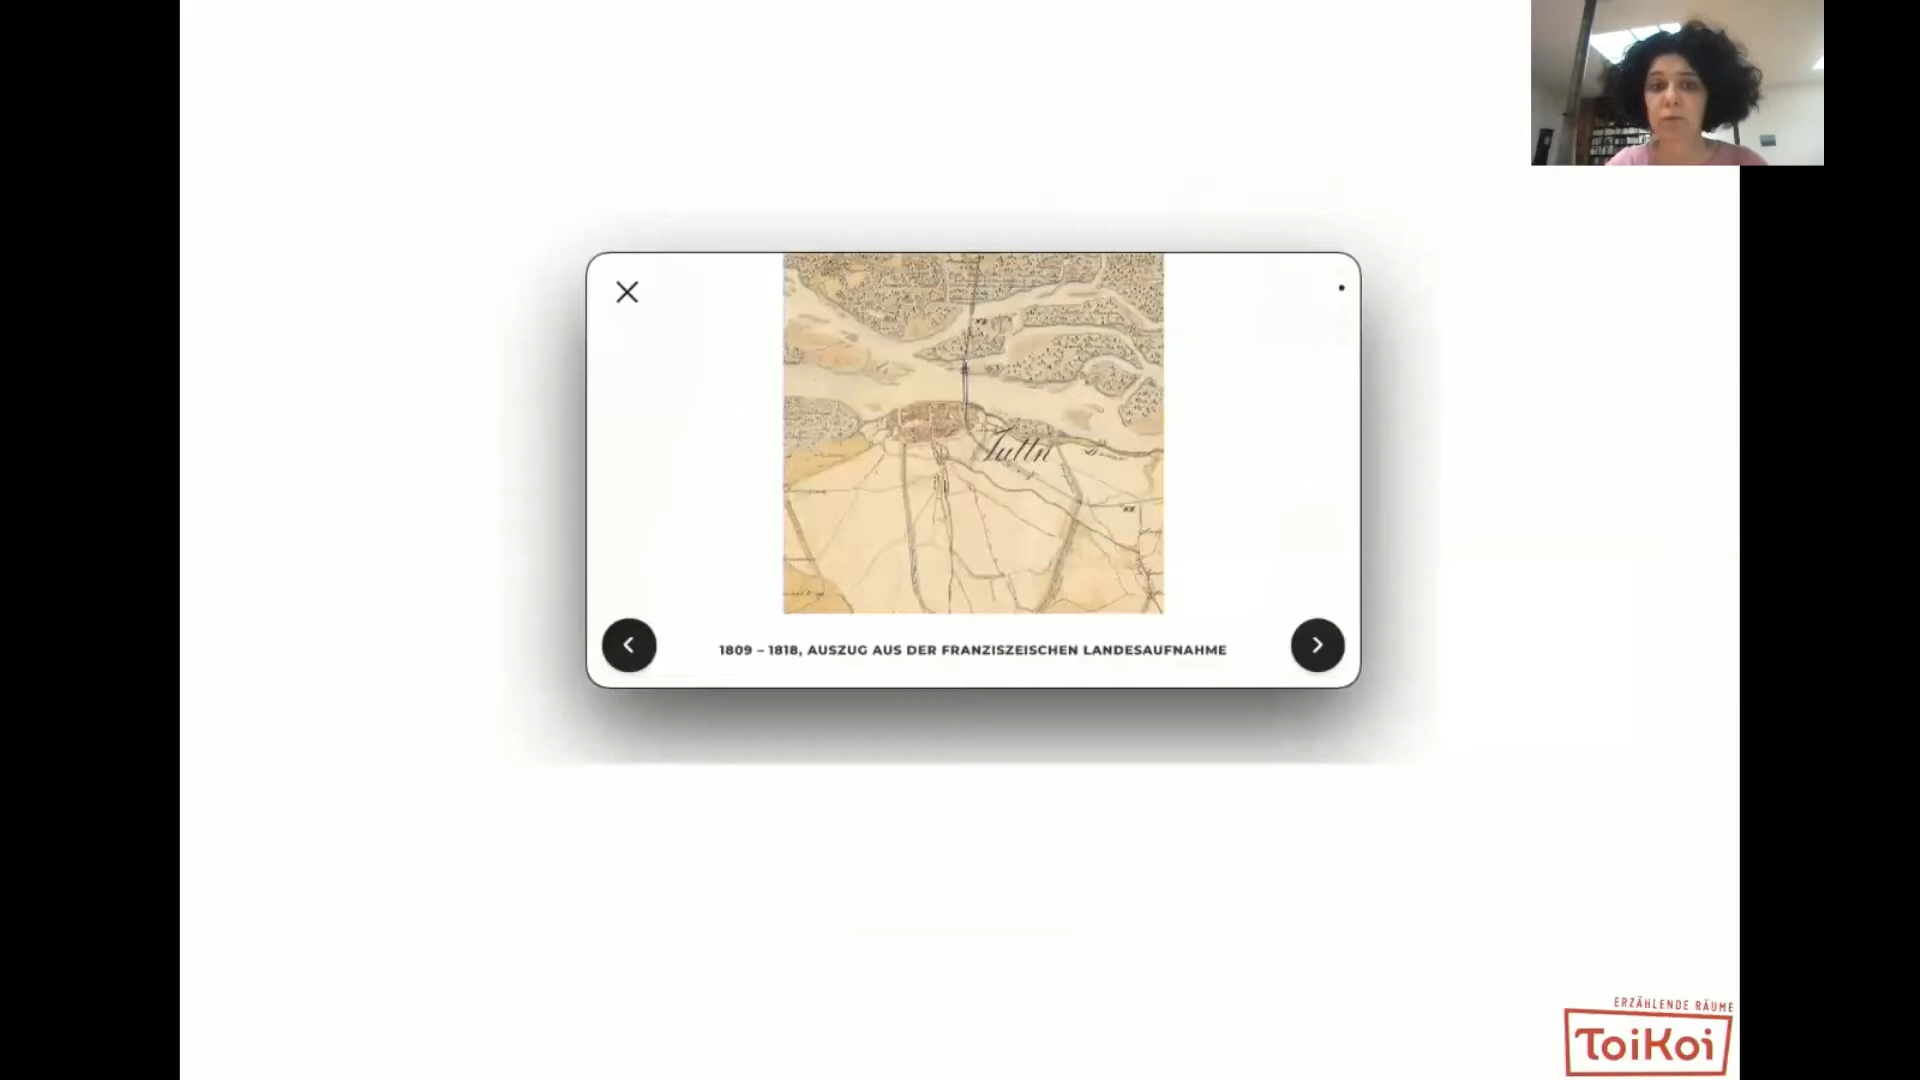 Tulln
1809 – 1818, AUSZUG AUS DER FRANZISZEISCHEN LANDESAUFNAHME
ERZÄHLENDE RÄUME
ToiKoi